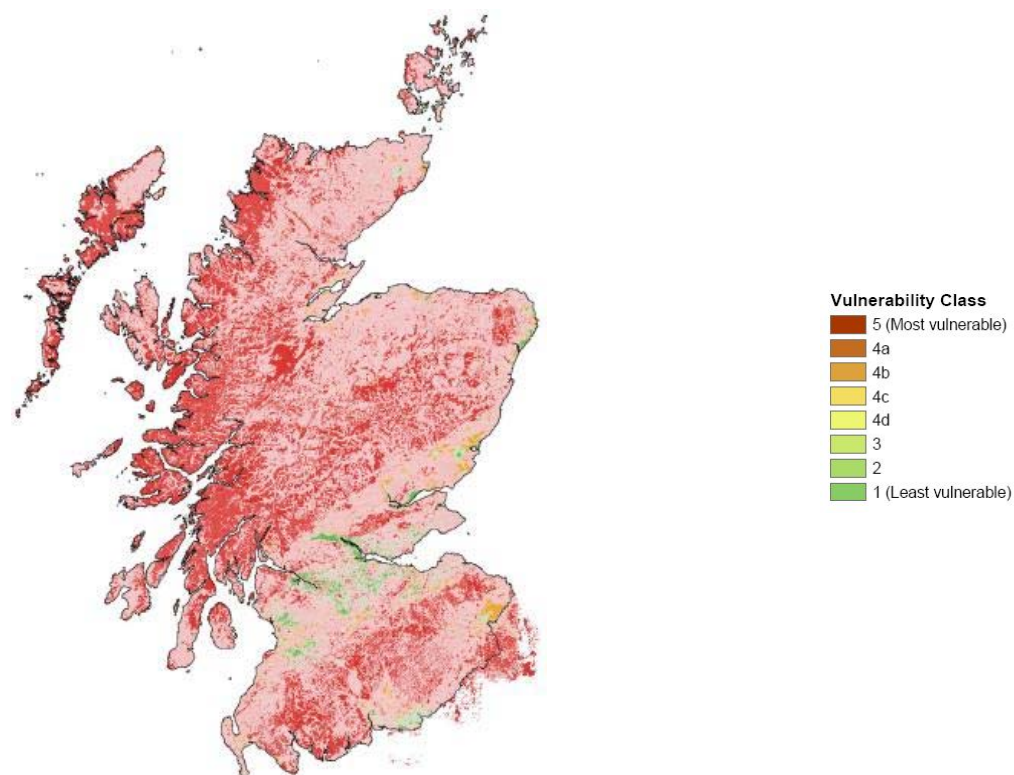 Vulnerability Class
5 (Most vulnerable)
4a
4b
4c
4d
3
2
1 (Least vulnerable)